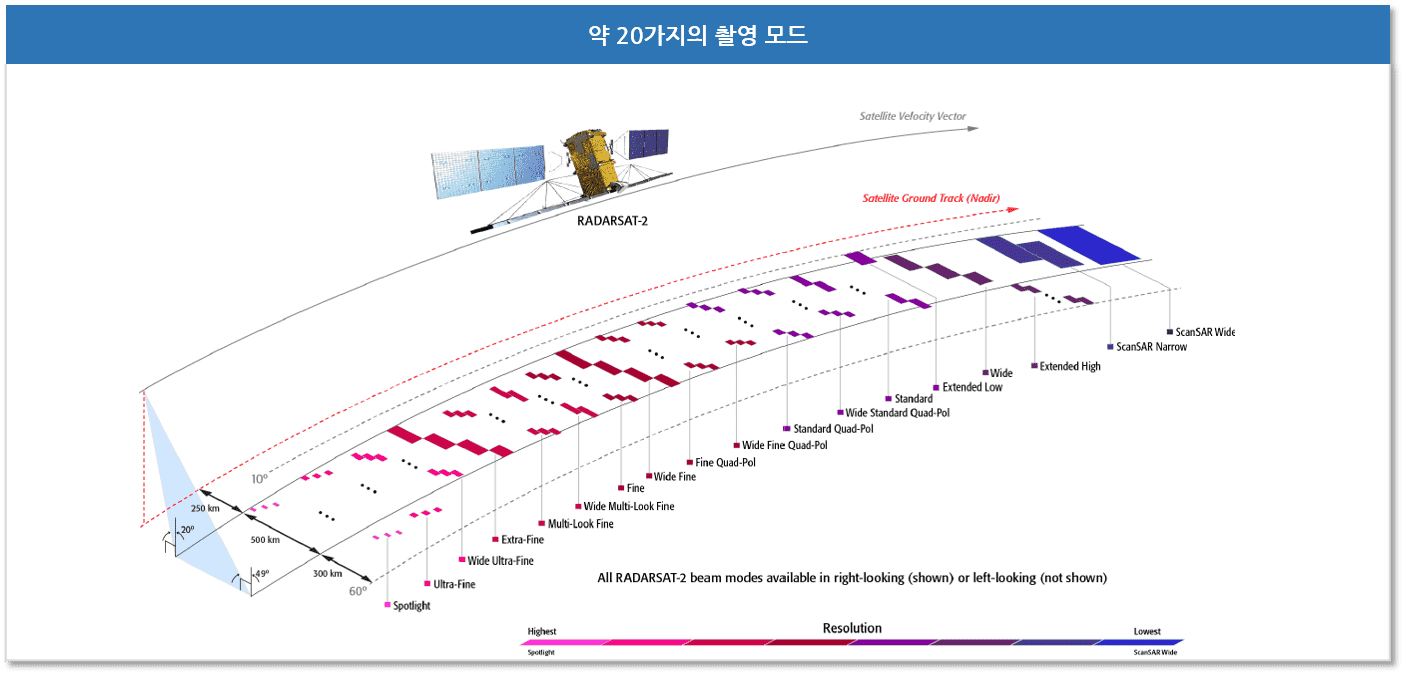 약 20가지의 촬영 모드
Satellite Velocity Vector
Satellite Ground Track (Nadir)
RADARSAT-2
10°
250 km
20°
500 km
49°
300 km
60°
ScanSAR Wide
ScanSAR Narrow
Extended High
Wide
Extended Low
Standard
Wide Standard Quad-Pol
Standard Quad-Pol
Wide Fine Quad-Pol
Fine Quad-Pol
Wide Fine
Fine
Wide Multi-Look Fine
Multi-Look Fine
Extra-Fine
Wide Ultra-Fine
Ultra-Fine
Spotlight
All RADARSAT-2 beam modes available in right-looking (shown) or left-looking (not shown)
Resolution
Highest
Lowest
Spotlight
ScanSAR Wide